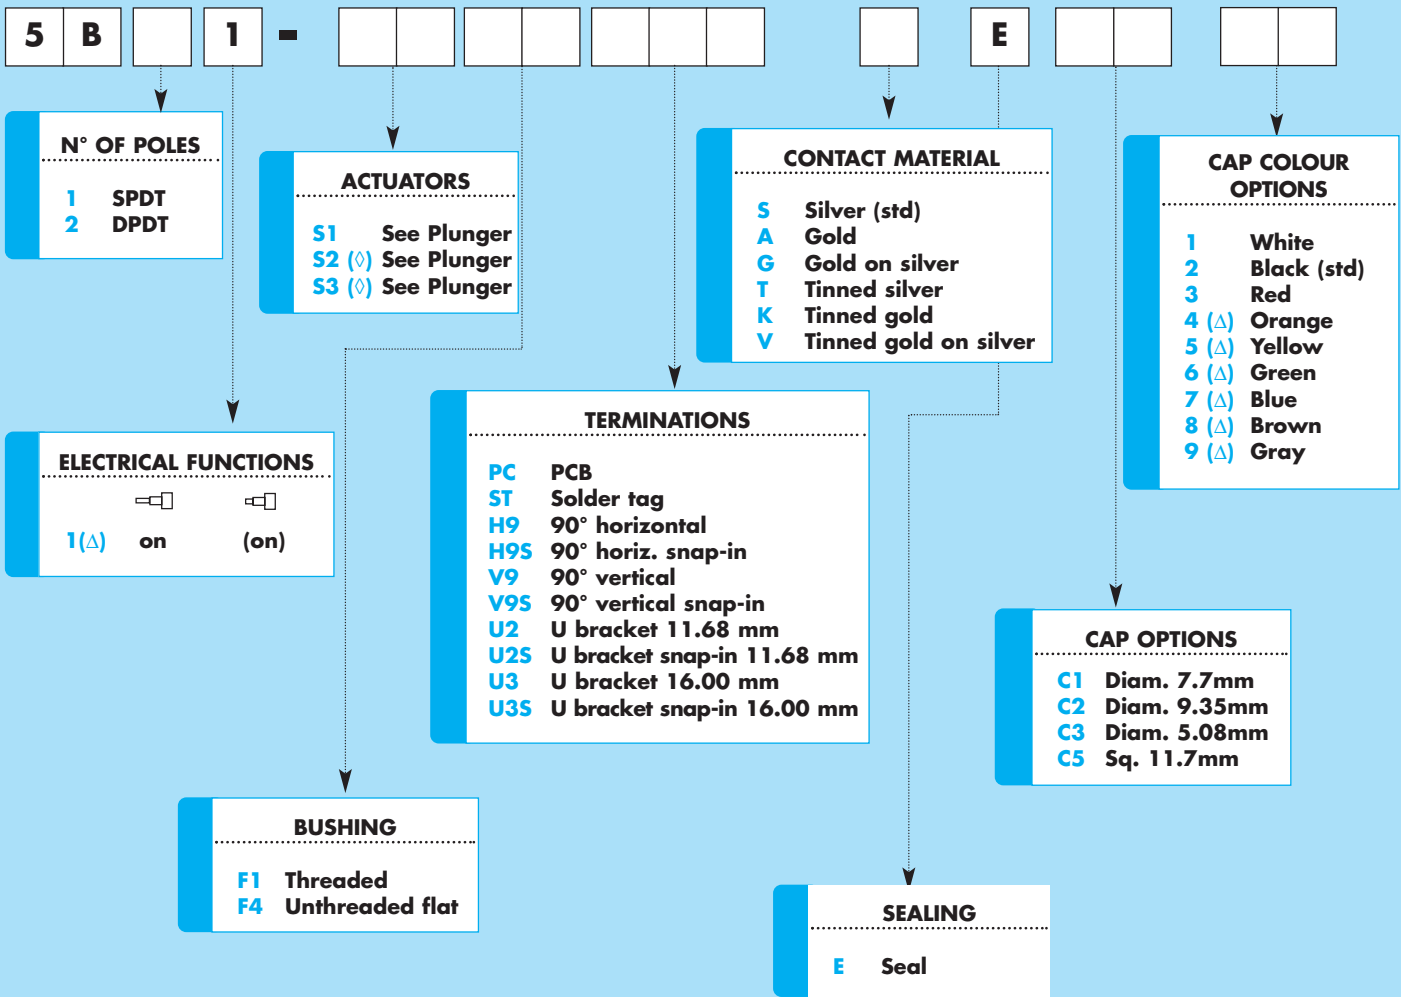 5 B 1 - E
N° OF POLES
1 SPDT
2 DPDT
ACTUATORS
S1 See Plunger
S2 (◊) See Plunger
S3 (◊) See Plunger
CONTACT MATERIAL
S Silver (std)
A Gold
G Gold on silver
T Tinned silver
K Tinned gold
V Tinned gold on silver
CAP COLOUR
OPTIONS
1 White
2 Black (std)
3 Red
4 (Δ) Orange
5 (Δ) Yellow
6 (Δ) Green
7 (Δ) Blue
8 (Δ) Brown
9 (Δ) Gray
ELECTRICAL FUNCTIONS
1(Δ) on (on)
TERMINATIONS
PC PCB
ST Solder tag
H9 90° horizontal
H9S 90° horiz. snap-in
V9 90° vertical
V9S 90° vertical snap-in
U2 U bracket 11.68 mm
U2S U bracket snap-in 11.68 mm
U3 U bracket 16.00 mm
U3S U bracket snap-in 16.00 mm
CAP OPTIONS
C1 Diam. 7.7mm
C2 Diam. 9.35mm
C3 Diam. 5.08mm
C5 Sq. 11.7mm
BUSHING
F1 Threaded
F4 Unthreaded flat
SEALING
E Seal